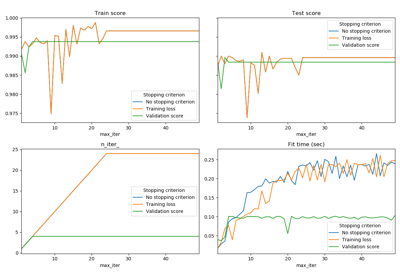 Train score
Test score
1.000
0.995
0.990
0.985
0.980
0.975
Stopping criterion
No stopping criterion
Training loss
Validation score
Stopping criterion
No stopping criterion
Training loss
Validation score
10
20
30
40
max_iter
10
20
30
40
max_iter
n_iter_
Fit time (sec)
25
20
15
10
5
0
Stopping criterion
No stopping criterion
Training loss
Validation score
0.25
0.20
0.15
0.10
0.05
Stopping criterion
No stopping criterion
Training loss
Validation score
10
20
30
40
max_iter
10
20
30
40
max_iter